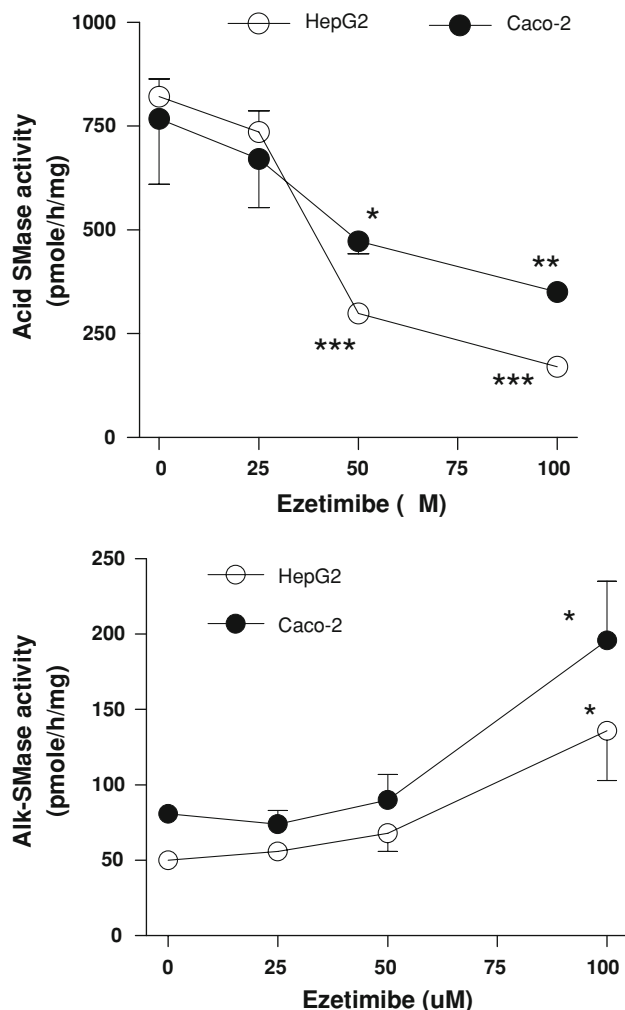 HepG2 Caco-2
1000
750
500
250
0
Acid SMase activity
(pmole/h/mg)
*
**
***
***
0 25 50 75 100
Ezetimibe ( M)
HepG2
Caco-2
250
200
150
100
50
0
Alk-SMase activity
(pmole/h/mg)
*
*
0 25 50 75 100
Ezetimibe (uM)